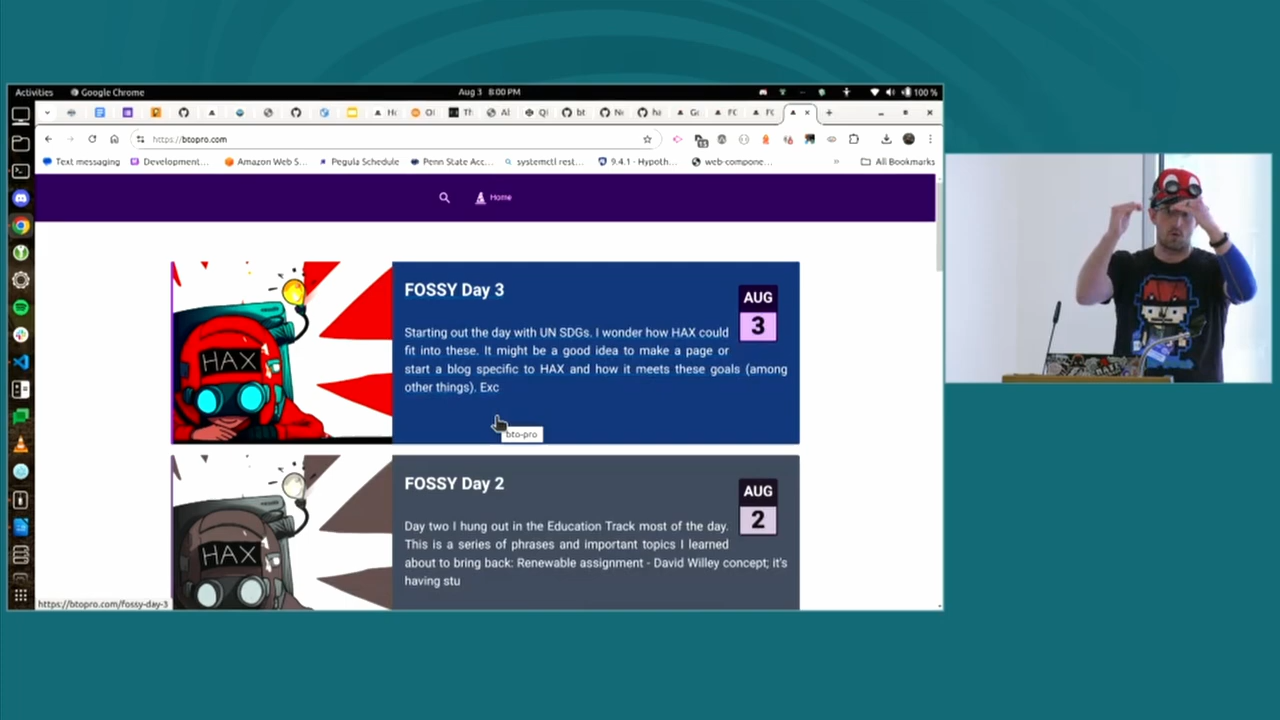 Activities
Google Chrome
Aug 3 8:00 PM
100 %
https://btopro.com
Text messaging
Development...
Amazon Web S...
Pegula Schedule
Penn State Acc...
systemctl rest...
9.4.1 - Hypoth...
web-compone...
All Bookmarks
Home
HAX
FOSSY Day 3
AUG
3
Starting out the day with UN SDGs. I wonder how HAX could
fit into these. It might be a good idea to make a page or
start a blog specific to HAX and how it meets these goals (among
other things). Exc
bto-pro
HAX
FOSSY Day 2
AUG
2
Day two I hung out in the Education Track most of the day.
This is a series of phrases and important topics I learned
about to bring back: Renewable assignment - David Willey concept; it's
having stu
https://btopro.com/fossy-day-3